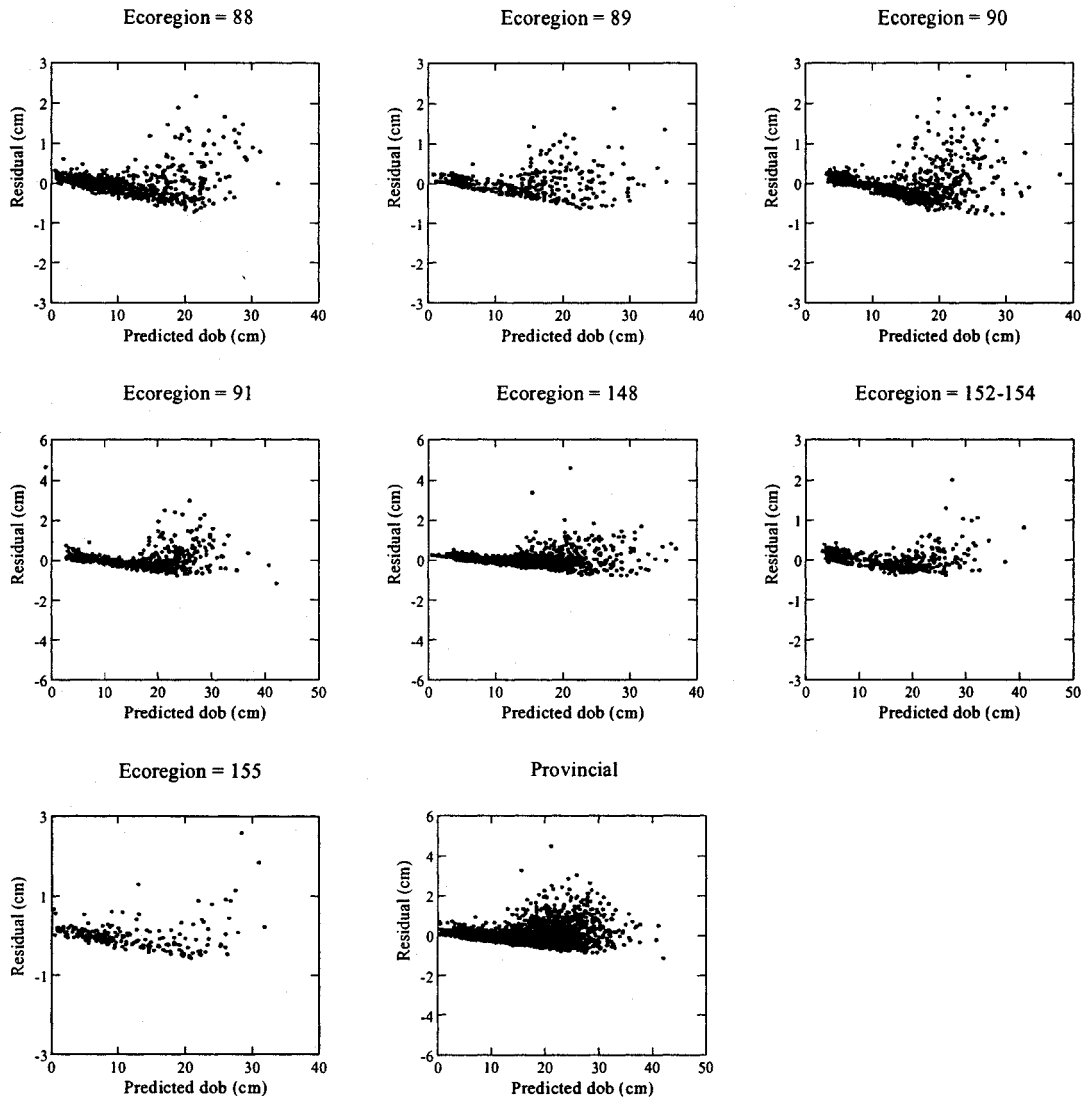 Ecoregion = 88
Ecoregion = 89
Ecoregion = 90
3
2
1
0
-1
-2
-3
Residual (cm)
0 10 20 30 40
Predicted dob (cm)
3
2
1
0
-1
-2
-3
Residual (cm)
0 10 20 30 40
Predicted dob (cm)
3
2
1
0
-1
-2
-3
Residual (cm)
0 10 20 30 40
Predicted dob (cm)
Ecoregion = 91
Ecoregion = 148
Ecoregion = 152-154
6
4
2
0
-2
-4
-6
Residual (cm)
0 10 20 30 40 50
Predicted dob (cm)
6
4
2
0
-2
-4
-6
Residual (cm)
0 10 20 30 40
Predicted dob (cm)
3
2
1
0
-1
-2
-3
Residual (cm)
0 10 20 30 40 50
Predicted dob (cm)
Ecoregion = 155
Provincial
3
1
-1
-3
Residual (cm)
0 10 20 30 40
Predicted dob (cm)
6
4
2
0
-2
-4
-6
Residual (cm)
0 10 20 30 40 50
Predicted dob (cm)